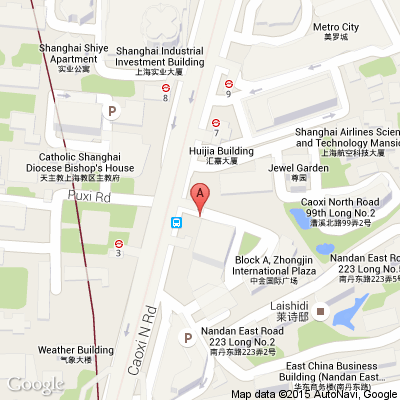 Metro City
美罗城
Shanghai Shiye
Apartment
实业公寓
Shanghai Industrial
Investment Building
上海实业大厦
8
9
P
7
Huijia Building
汇嘉大厦
Shanghai Airlines Scien
and Technology Mansio
上海航空科技大厦
Catholic Shanghai
Diocese Bishop's House
天主教上海教区主教府
Jewel Garden
尊园
Puxi Rd
A
Caoxi North Road
99th Long No.2
漕溪北路99弄2号
3
Block A, Zhongjin
International Plaza
中金国际广场
Nandan East Road
223 Long No.5
南丹东路223弄5号
Laishidi
莱诗邸
Caoxi N Rd
Nandan East Road
223 Long No.2
南丹东路223弄2号
P
Weather Building
气象大楼
East China Business
Building (Nandan East...
华东商务楼(南丹东路)
Google
Map data ©2015 AutoNavi